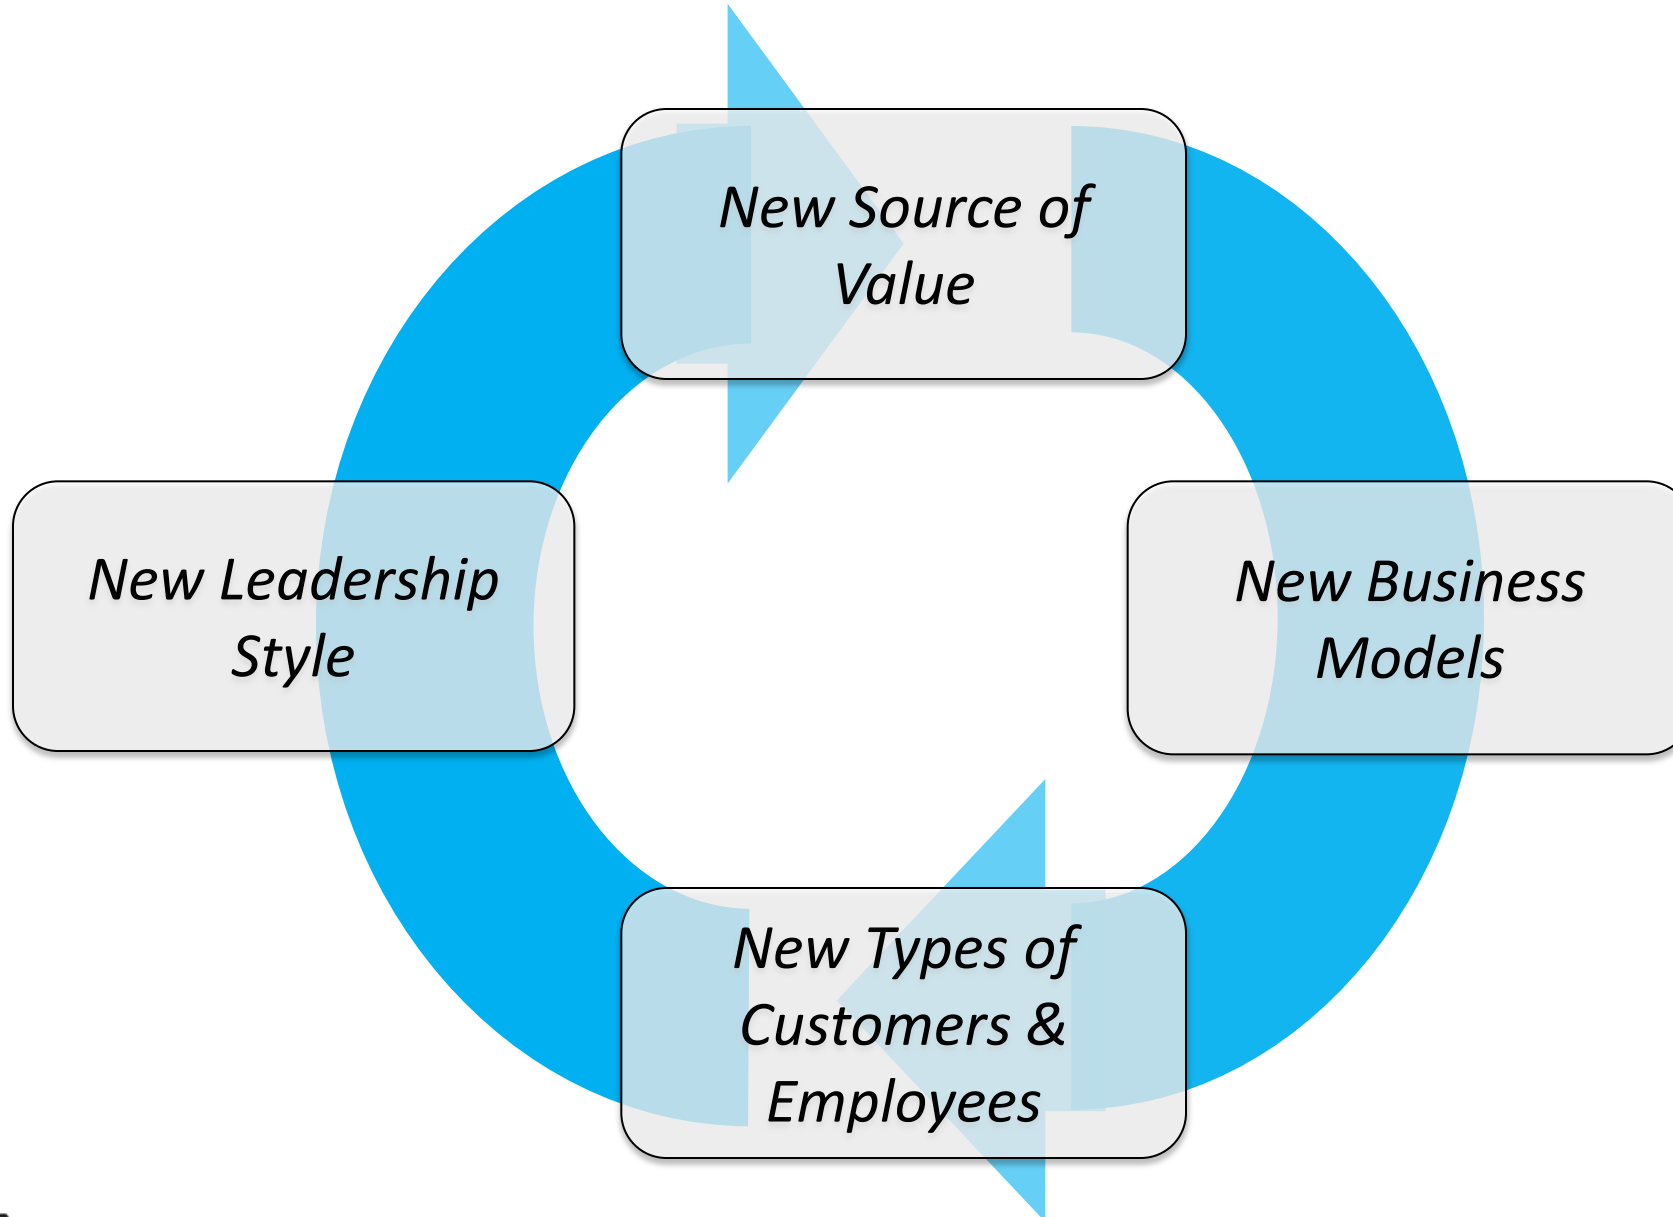 New Source of
Value
New Leadership
Style
New Business
Models
New Types of
Customers &
Employees